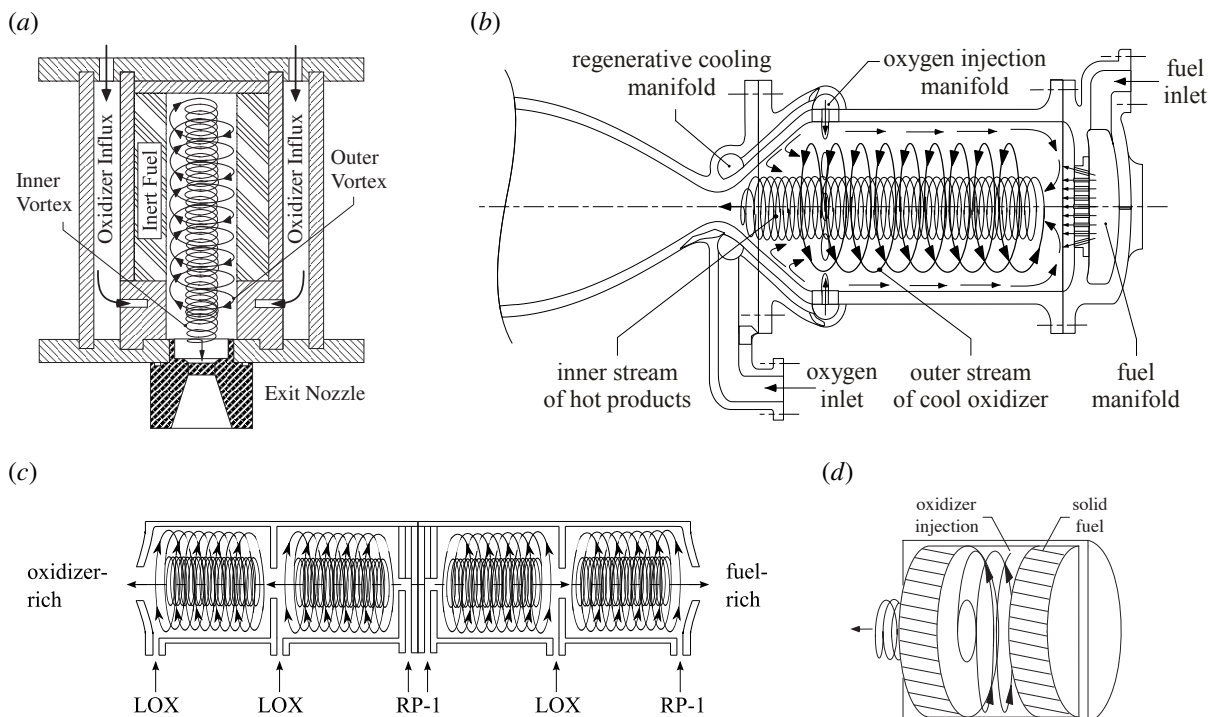 (a)
Oxidizer Influx
Inert Fuel
Oxidizer Influx
Inner
Vortex
Outer
Vortex
Exit Nozzle
(b)
regenerative cooling
manifold
oxygen injection
manifold
fuel
inlet
inner stream
of hot products
oxygen
inlet
outer stream
of cool oxidizer
fuel
manifold
(c)
oxidizer-
rich
fuel-
rich
LOX
LOX
RP-1
LOX
RP-1
(d)
oxidizer
injection
solid
fuel